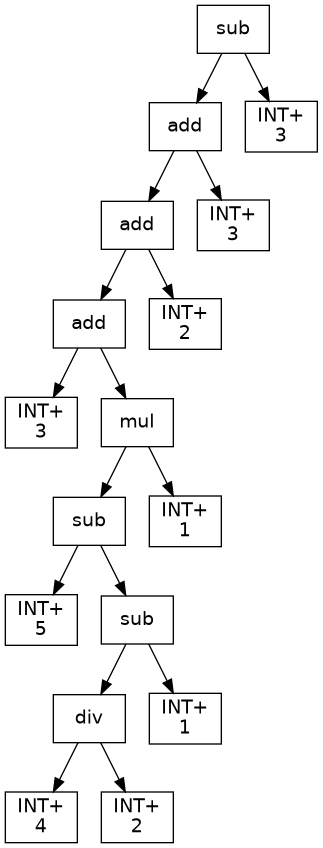 sub
add
INT+
3
add
INT+
3
add
INT+
2
INT+
3
mul
sub
INT+
1
INT+
5
sub
div
INT+
1
INT+
4
INT+
2